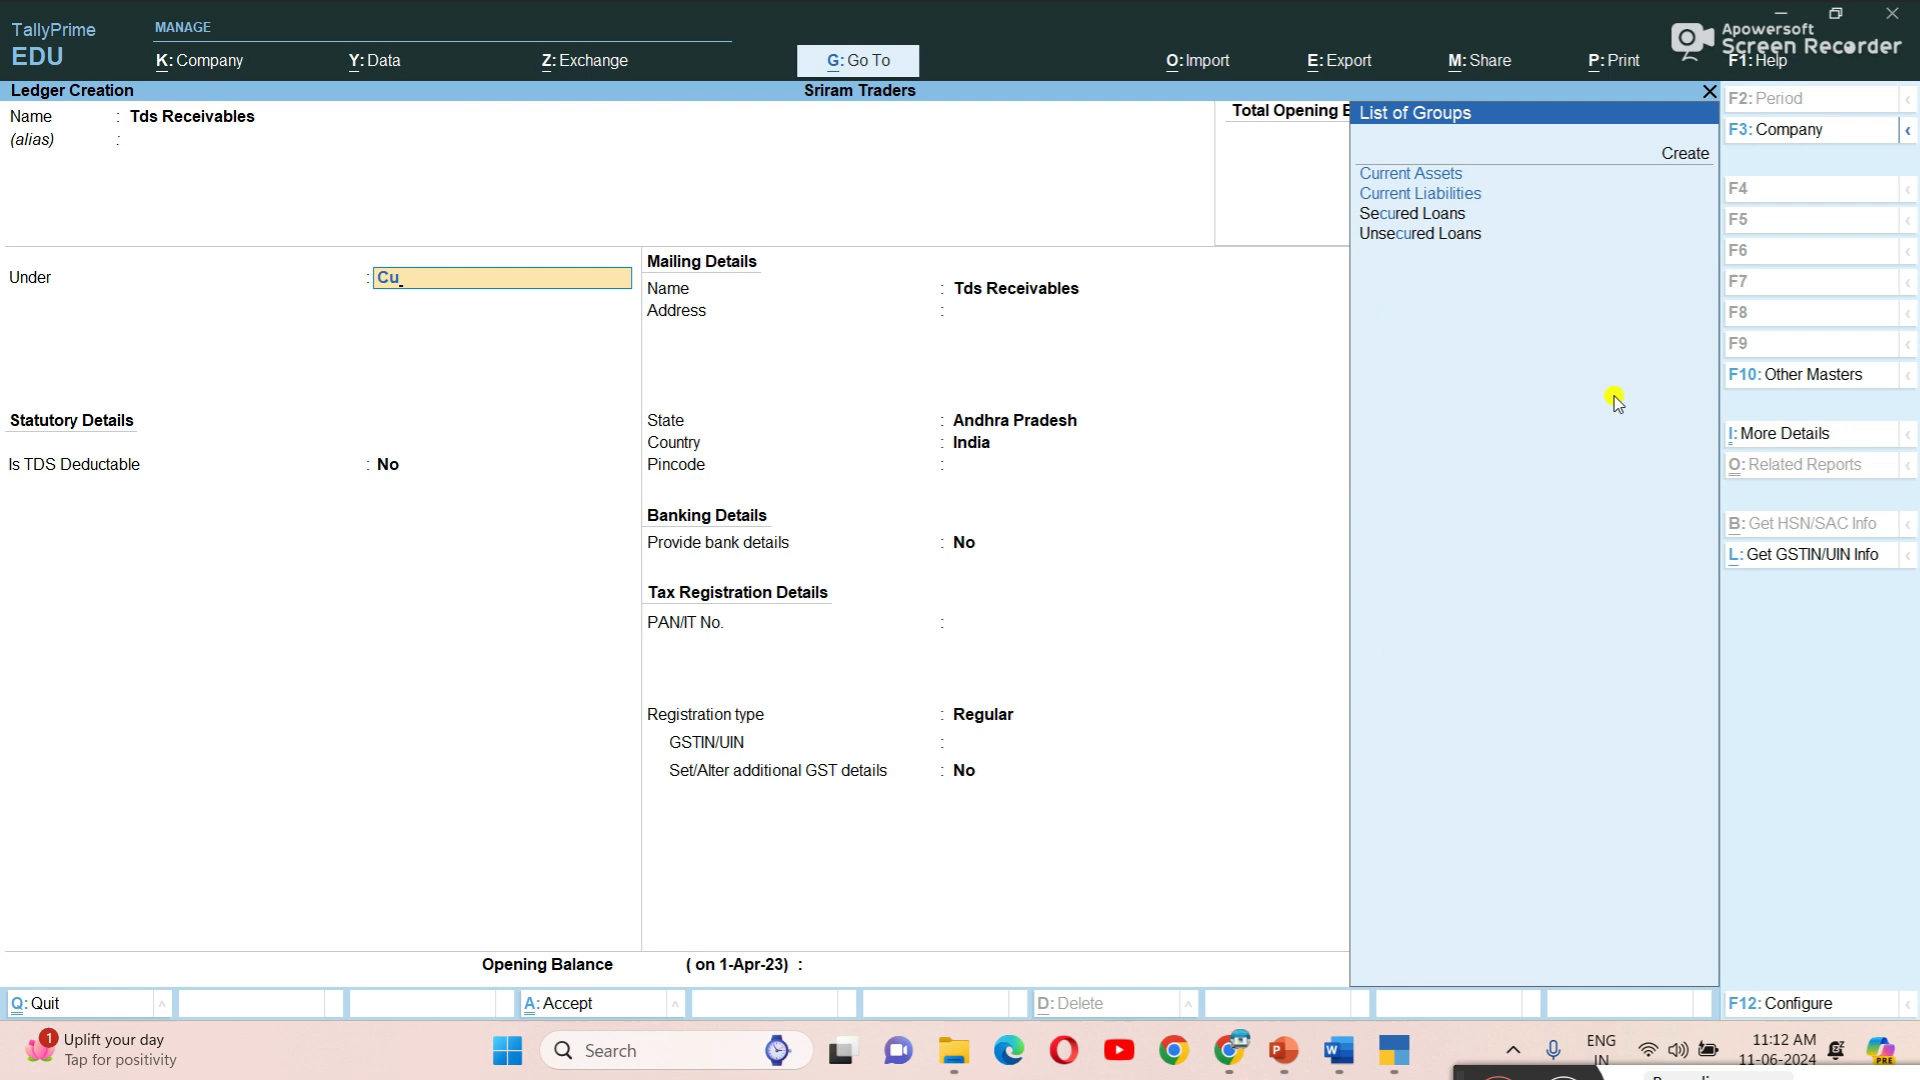 TallyPrime
EDU
MANAGE
K: Company
Y: Data
Z: Exchange
G: Go To
O: Import
E: Export
M: Share
P: Print
F1: Help
Apowersoft
Screen Recorder
Ledger Creation
Sriram Traders
Name : Tds Receivables
(alias) :
Total Opening
Under : Cu
Statutory Details
Is TDS Deductable : No
Mailing Details
Name : Tds Receivables
Address :
State : Andhra Pradesh
Country : India
Pincode :
Banking Details
Provide bank details : No
Tax Registration Details
PAN/IT No. :
Registration type : Regular
GSTIN/UIN :
Set/Alter additional GST details : No
Opening Balance ( on 1-Apr-23) :
List of Groups
Create
Current Assets
Current Liabilities
Secured Loans
Unsecured Loans
F2: Period
F3: Company
F4
F5
F6
F7
F8
F9
F10: Other Masters
I: More Details
O: Related Reports
B: Get HSN/SAC Info
L: Get GSTIN/UIN Info
F12: Configure
Q: Quit
A: Accept
D: Delete
1
Uplift your day
Tap for positivity
Search
ENG
IN
11:12 AM
11-06-2024
PRE